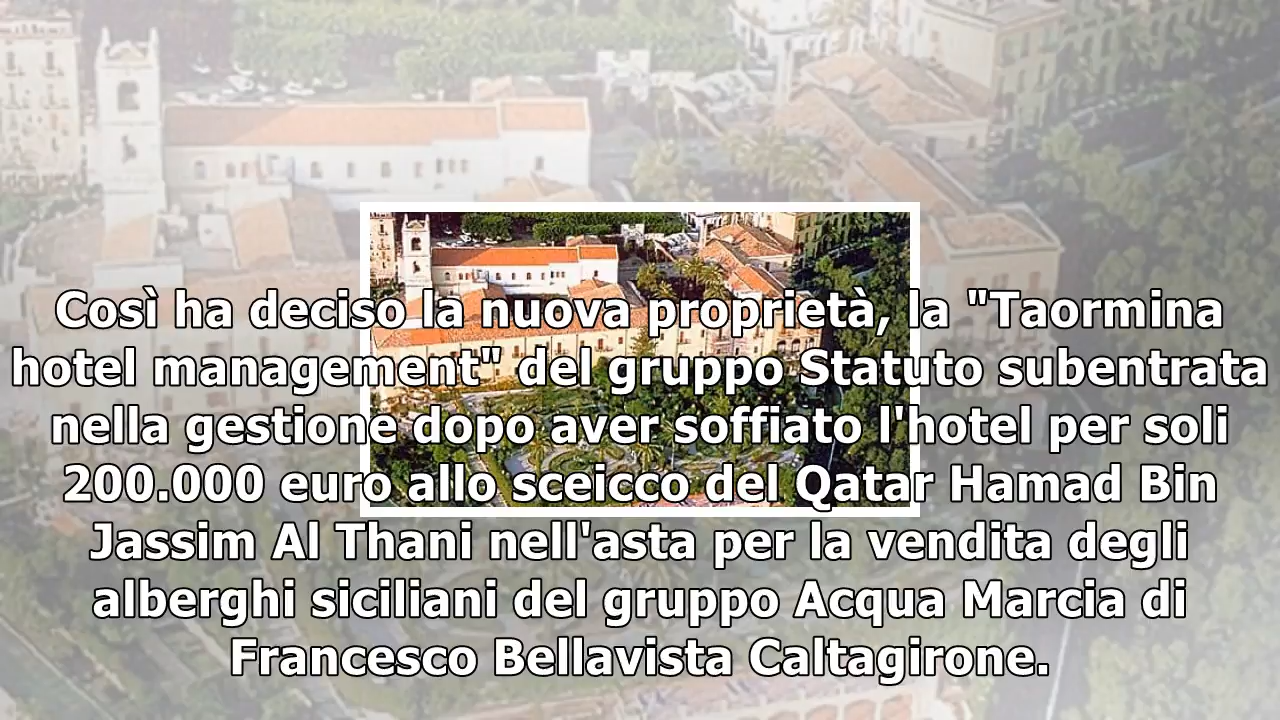 Così ha deciso la nuova proprietà, la "Taormina
hotel management" del gruppo Statuto subentrata
nella gestione dopo aver soffiato l'hotel per soli
200.000 euro allo sceicco del Qatar Hamad Bin
Jassim Al Thani nell'asta per la vendita degli
alberghi siciliani del gruppo Acqua Marcia di
Francesco Bellavista Caltagirone.